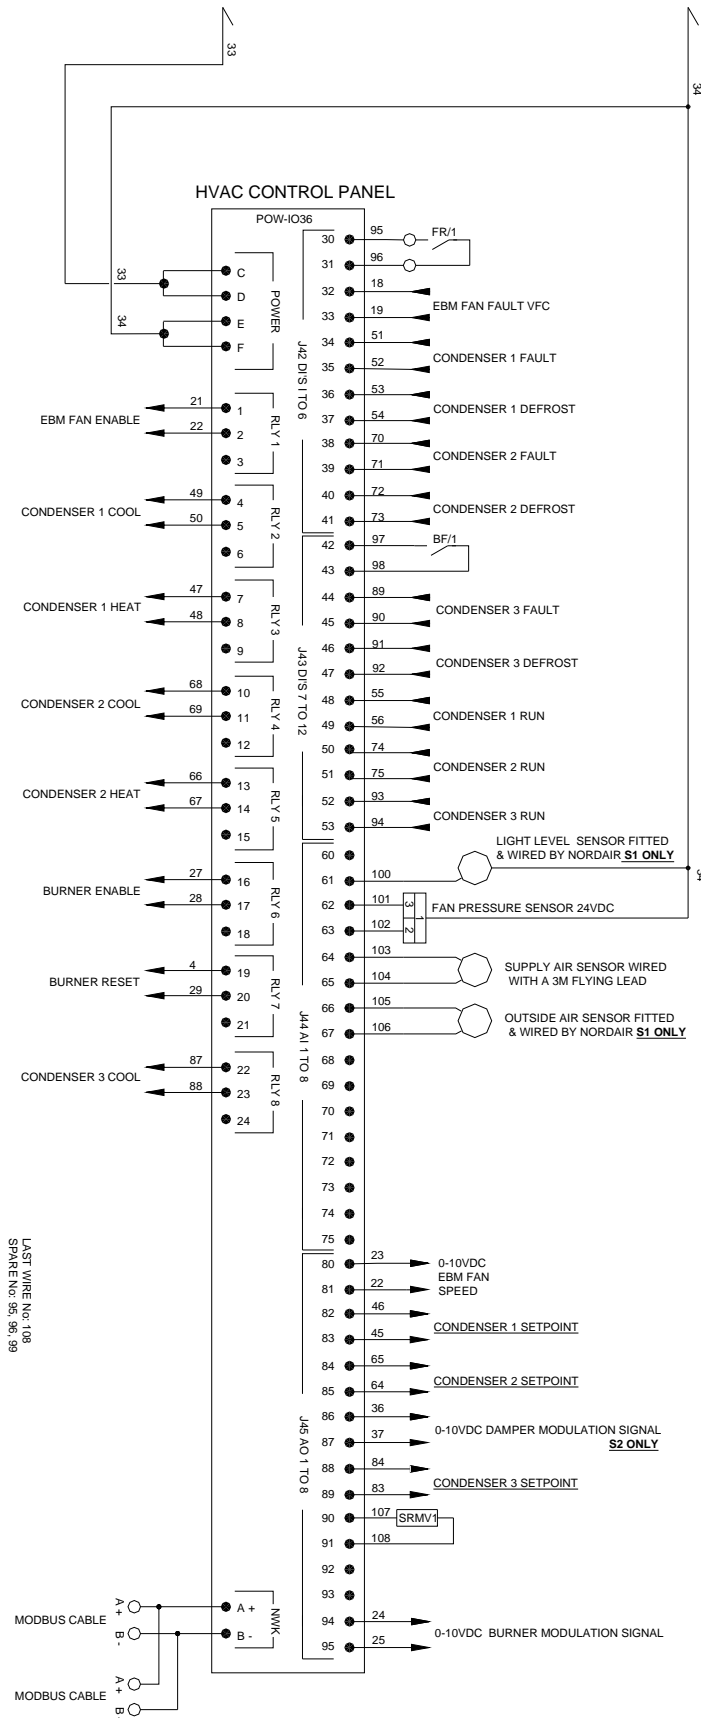 33
34
HVAC CONTROL PANEL
POW-IO36
33
34
C
D
E
F
POWER
EBM FAN ENABLE
21
22
1
2
3
RLY 1
CONDENSER 1 COOL
49
50
4
5
6
RLY 2
CONDENSER 1 HEAT
47
48
7
8
9
RLY 3
CONDENSER 2 COOL
68
69
10
11
12
RLY 4
CONDENSER 2 HEAT
66
67
13
14
15
RLY 5
BURNER ENABLE
27
28
16
17
18
RLY 6
BURNER RESET
4
29
19
20
21
RLY 7
CONDENSER 3 COOL
87
88
22
23
24
RLY 8
J42 DI'S I TO 6
30 95 FR/1
31 96
32 18
EBM FAN FAULT VFC
33 19
34 51
CONDENSER 1 FAULT
35 52
36 53
CONDENSER 1 DEFROST
37 54
38 70
CONDENSER 2 FAULT
39 71
40 72
CONDENSER 2 DEFROST
41 73
J43 DI'S 7 TO 12
42 97 BF/1
43 98
44 89
CONDENSER 3 FAULT
45 90
46 91
CONDENSER 3 DEFROST
47 92
48 55
CONDENSER 1 RUN
49 56
50 74
CONDENSER 2 RUN
51 75
52 93
CONDENSER 3 RUN
53 94
J44 AI 1 TO 8
60
LIGHT LEVEL SENSOR FITTED
& WIRED BY NORDAIR S1 ONLY
61 100
34
62 101 3
1 FAN PRESSURE SENSOR 24VDC
63 102 2
64 103
SUPPLY AIR SENSOR WIRED
WITH A 3M FLYING LEAD
65 104
66 105
OUTSIDE AIR SENSOR FITTED
& WIRED BY NORDAIR S1 ONLY
67 106
68
69
70
71
72
73
74
75
J45 AO 1 TO 8
80 23
0-10VDC
EBM FAN
SPEED
81 22
82 46
CONDENSER 1 SETPOINT
83 45
84 65
CONDENSER 2 SETPOINT
85 64
86 36
0-10VDC DAMPER MODULATION SIGNAL
S2 ONLY
87 37
88 84
CONDENSER 3 SETPOINT
89 83
90 107 SRMV1
91 108
92
93
94 24
0-10VDC BURNER MODULATION SIGNAL
95 25
LAST WIRE No: 108
SPARE No: 95, 96, 99
MODBUS CABLE
A +
B -
A +
B -
NWK
MODBUS CABLE
A +
B